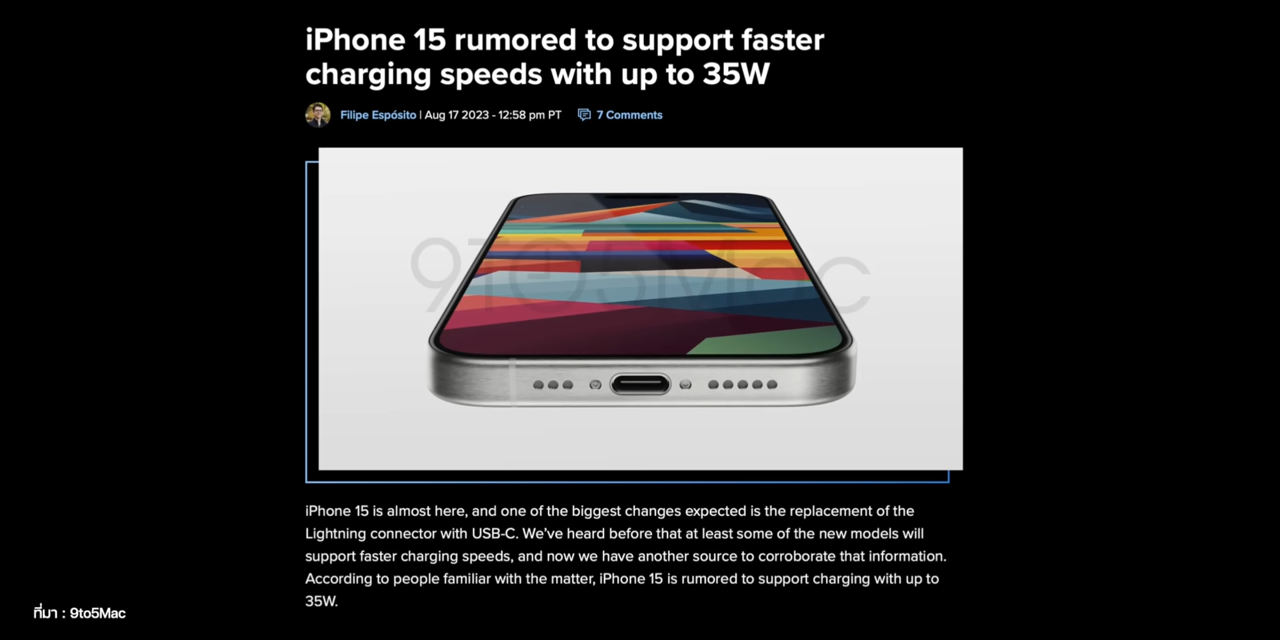 iPhone 15 rumored to support faster
charging speeds with up to 35W
Filipe Espósito | Aug 17 2023 - 12:58 pm PT 7 Comments
9TO5Mac
iPhone 15 is almost here, and one of the biggest changes expected is the replacement of the
Lightning connector with USB-C. We've heard before that at least some of the new models will
support faster charging speeds, and now we have another source to corroborate that information.
According to people familiar with the matter, iPhone 15 is rumored to support charging with up to
35W.
ที่มา : 9to5Mac